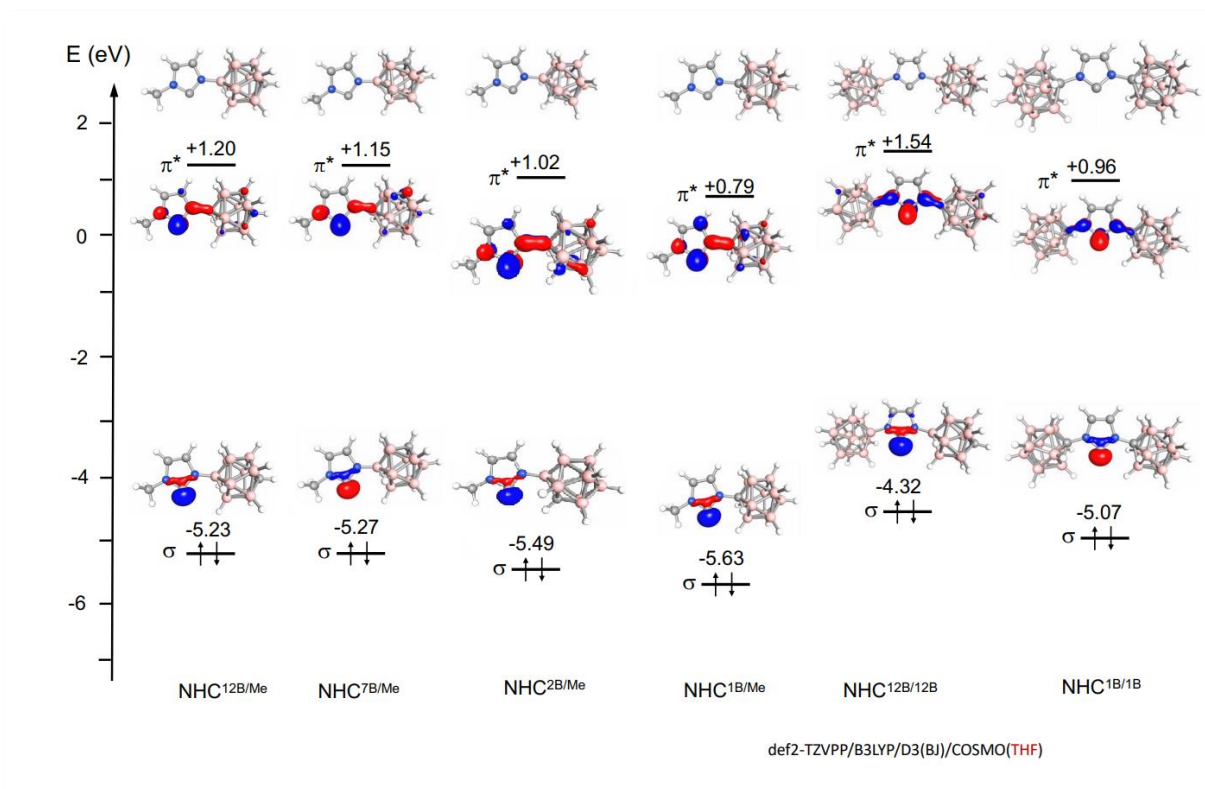 E (eV)
2
0
-2
-4
-6
π* +1.20
π* +1.15
π* +1.02
π* +0.79
π* +1.54
π* +0.96
-5.23
σ
-5.27
σ
-5.49
σ
-5.63
σ
-4.32
σ
-5.07
σ
NHC12B/Me
NHC7B/Me
NHC2B/Me
NHC1B/Me
NHC12B/12B
NHC1B/1B
def2-TZVPP/B3LYP/D3(BJ)/COSMO(THF)